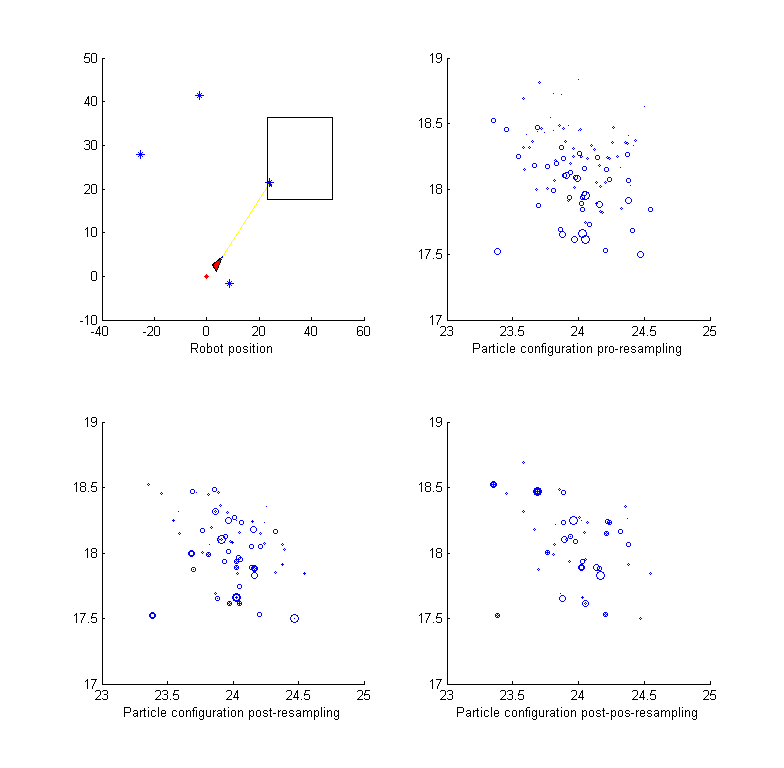 50
40
30
20
10
0
-10
-40 -20 0 20 40 60
Robot position
19
18.5
18
17.5
17
23 23.5 24 24.5 25
Particle configuration pro-resampling
19
18.5
18
17.5
17
23 23.5 24 24.5 25
Particle configuration post-resampling
19
18.5
18
17.5
17
23 23.5 24 24.5 25
Particle configuration post-pos-resampling